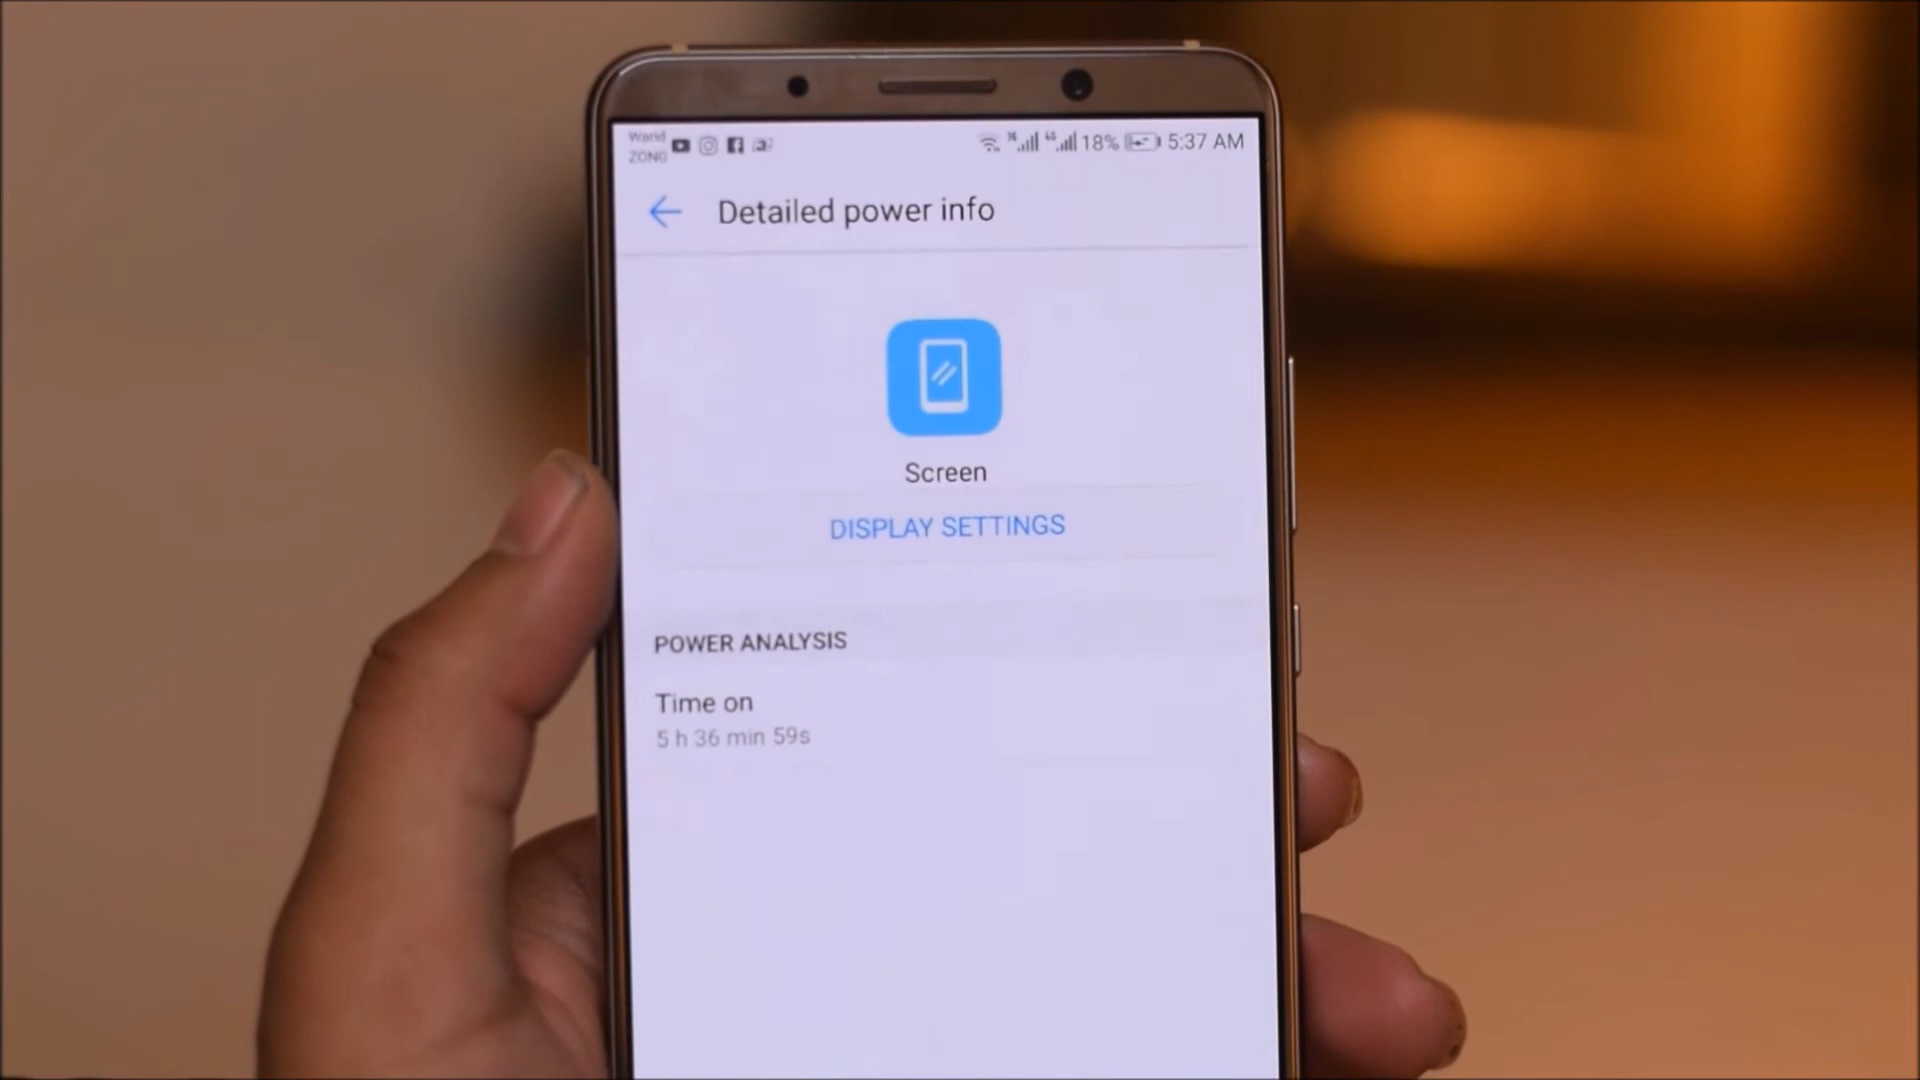 Warid
ZONG
18% 5:37 AM
Detailed power info
Screen
DISPLAY SETTINGS
POWER ANALYSIS
Time on
5 h 36 min 59s